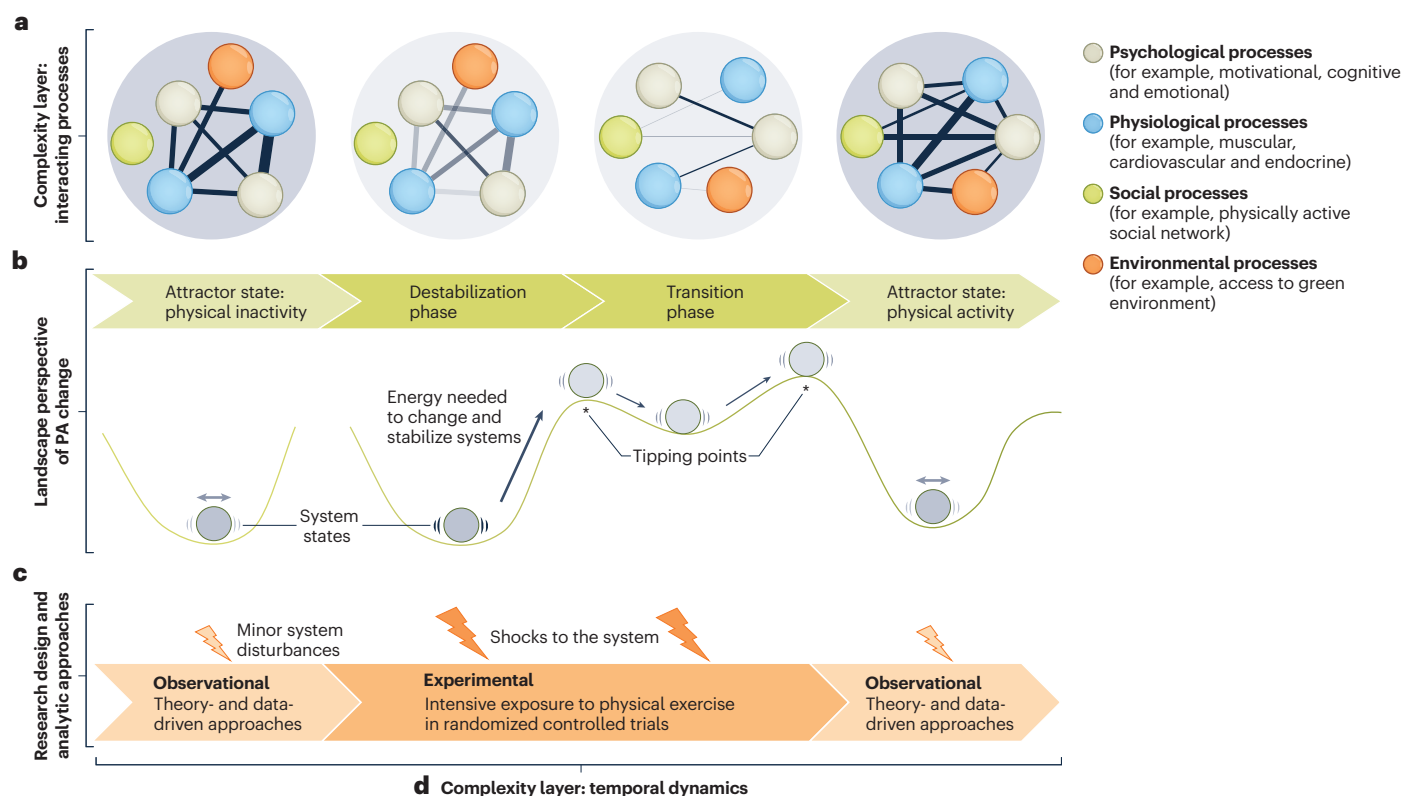 a
Complexity layer:
interacting processes
Psychological processes
(for example, motivational, cognitive
and emotional)
Physiological processes
(for example, muscular,
cardiovascular and endocrine)
Social processes
(for example, physically active
social network)
Environmental processes
(for example, access to green
environment)
b
Landscape perspective
of PA change
Attractor state:
physical inactivity
Destabilization
phase
Transition
phase
Attractor state:
physical activity
Energy needed
to change and
stabilize systems
*
*
Tipping points
System
states
c
Research design and
analytic approaches
Minor system
disturbances
Shocks to the system
Observational
Theory- and data-
driven approaches
Experimental
Intensive exposure to physical exercise
in randomized controlled trials
Observational
Theory- and data-
driven approaches
d Complexity layer: temporal dynamics